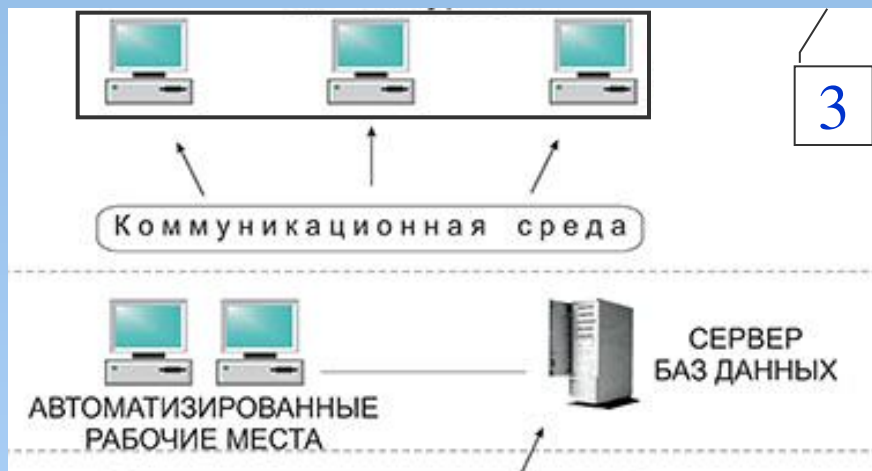 3
Коммуникационная среда
СЕРВЕР
БАЗ ДАННЫХ
АВТОМАТИЗИРОВАННЫЕ
РАБОЧИЕ МЕСТА